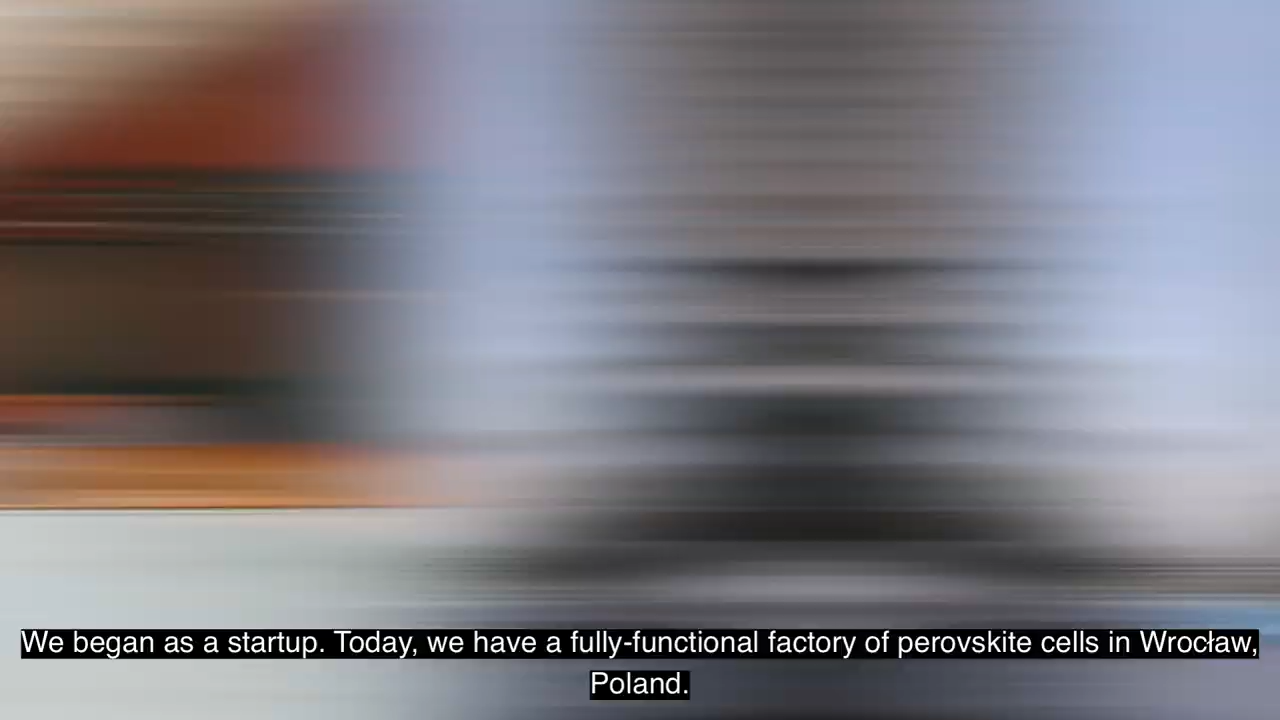 We began as a startup. Today, we have a fully-functional factory of perovskite cells in Wrocław,
Poland.